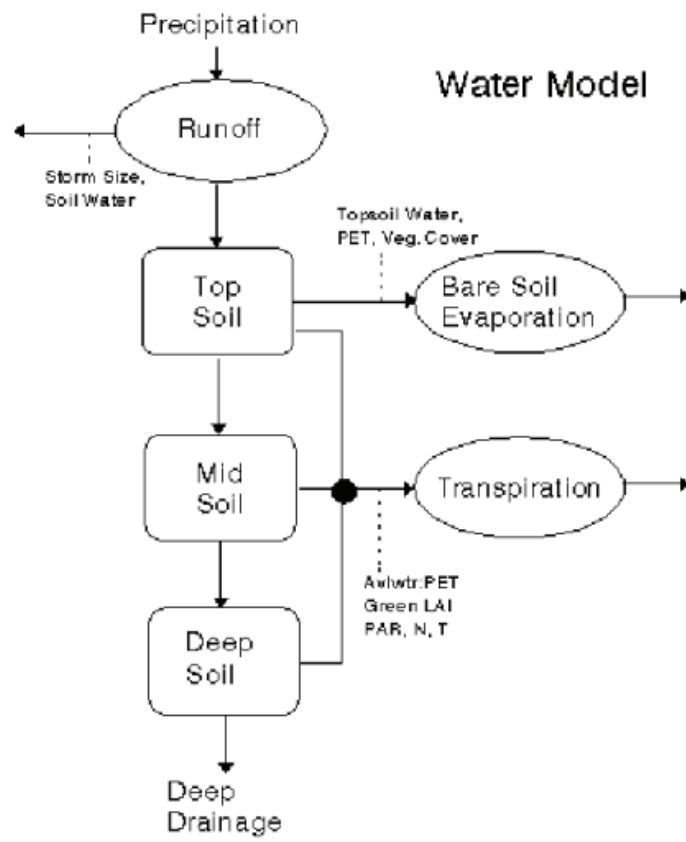 Precipitation
Water Model
Runoff
Storm Size,
Soil Water
Topsoil Water,
PET, Veg. Cover
Top
Soil
Bare Soil
Evaporation
Mid
Soil
Transpiration
Avlwtr:PET
Green LAI
PAR, N, T
Deep
Soil
Deep
Drainage